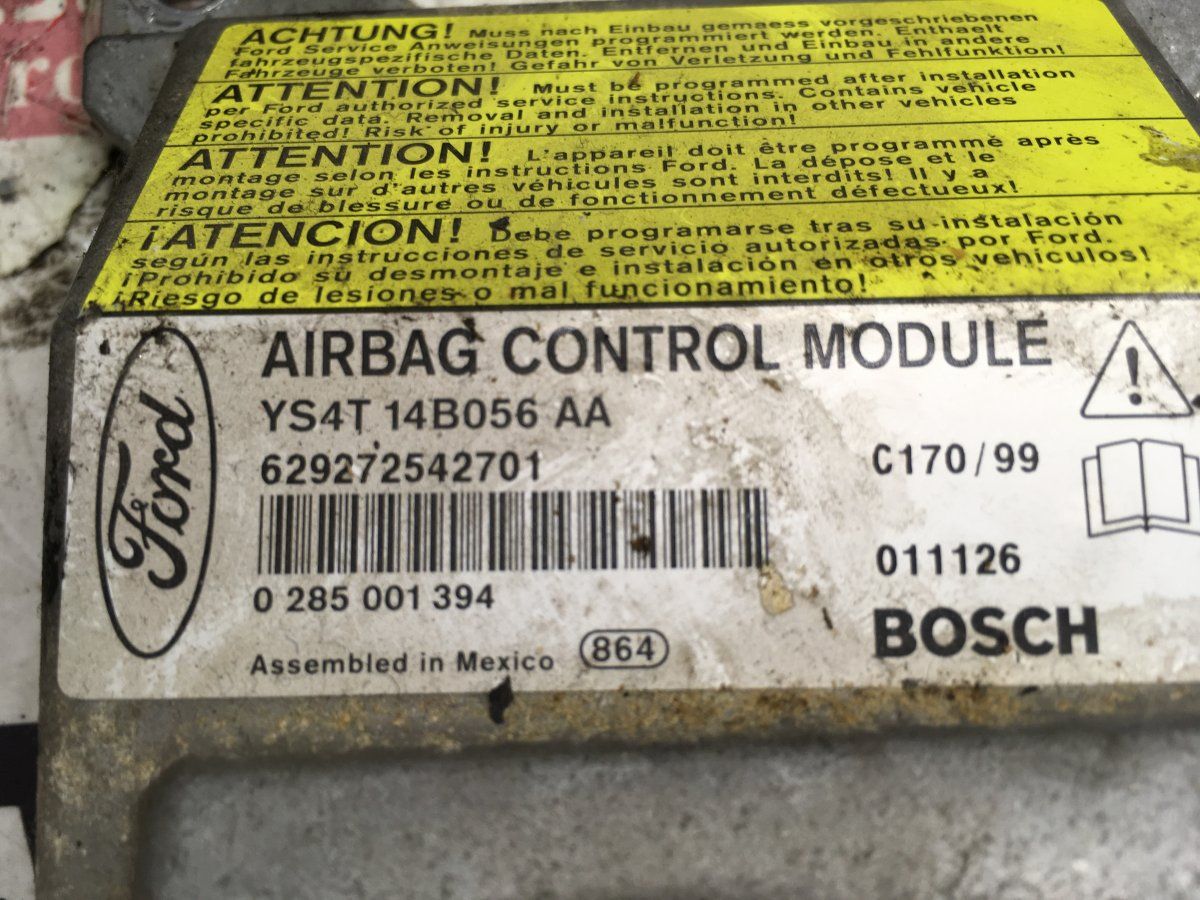 ACHTUNG! Muss nach Einbau gemaess vorgeschriebenen
Ford Service Anweisungen programmiert werden. Enthaelt
fahrzeugspezifische Daten. Entfernen und Einbau in andere
Fahrzeuge verboten! Gefahr von Verletzung und Fehlfunktion!
ATTENTION! Must be programmed after installation
per Ford authorized service instructions. Contains vehicle
specific data. Removal and installation in other vehicles
prohibited! Risk of injury or malfunction!
ATTENTION! L'appareil doit être programmé après
montage selon les instructions Ford. La dépose et le
montage sur d'autres véhicules sont interdits! Il y a
risque de blessure ou de fonctionnement défectueux!
¡ATENCION! Debe programarse tras su instalación
según las instrucciones de servicio autorizadas por Ford.
¡Prohibido su desmontaje e instalación en otros vehiculos!
¡Riesgo de lesiones o mal funcionamiento!
Ford
AIRBAG CONTROL MODULE
YS4T 14B056 AA
629272542701
C170/99
0 285 001 394
011126
Assembled in Mexico 864
BOSCH